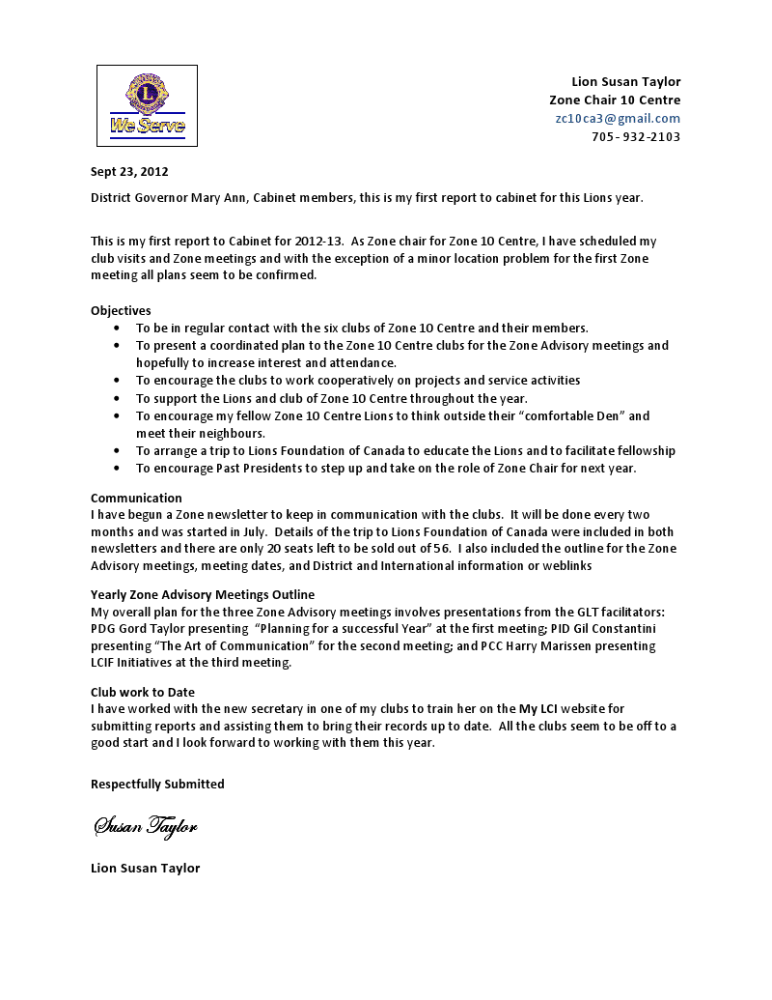 L
We Serve
Lion Susan Taylor
Zone Chair 10 Centre
zc10ca3@gmail.com
705- 932-2103
Sept 23, 2012
District Governor Mary Ann, Cabinet members, this is my first report to cabinet for this Lions year.
This is my first report to Cabinet for 2012-13.  As Zone chair for Zone 10 Centre, I have scheduled my
club visits and Zone meetings and with the exception of a minor location problem for the first Zone
meeting all plans seem to be confirmed.
Objectives
• To be in regular contact with the six clubs of Zone 10 Centre and their members.
• To present a coordinated plan to the Zone 10 Centre clubs for the Zone Advisory meetings and
hopefully to increase interest and attendance.
• To encourage the clubs to work cooperatively on projects and service activities
• To support the Lions and club of Zone 10 Centre throughout the year.
• To encourage my fellow Zone 10 Centre Lions to think outside their “comfortable Den” and
meet their neighbours.
• To arrange a trip to Lions Foundation of Canada to educate the Lions and to facilitate fellowship
• To encourage Past Presidents to step up and take on the role of Zone Chair for next year.
Communication
I have begun a Zone newsletter to keep in communication with the clubs.  It will be done every two
months and was started in July.  Details of the trip to Lions Foundation of Canada were included in both
newsletters and there are only 20 seats left to be sold out of 56.  I also included the outline for the Zone
Advisory meetings, meeting dates, and District and International information or weblinks
Yearly Zone Advisory Meetings Outline
My overall plan for the three Zone Advisory meetings involves presentations from the GLT facilitators:
PDG Gord Taylor presenting  “Planning for a successful Year” at the first meeting; PID Gil Constantini
presenting “The Art of Communication” for the second meeting; and PCC Harry Marissen presenting
LCIF Initiatives at the third meeting.
Club work to Date
I have worked with the new secretary in one of my clubs to train her on the My LCI website for
submitting reports and assisting them to bring their records up to date.  All the clubs seem to be off to a
good start and I look forward to working with them this year.
Respectfully Submitted
Susan Taylor
Lion Susan Taylor